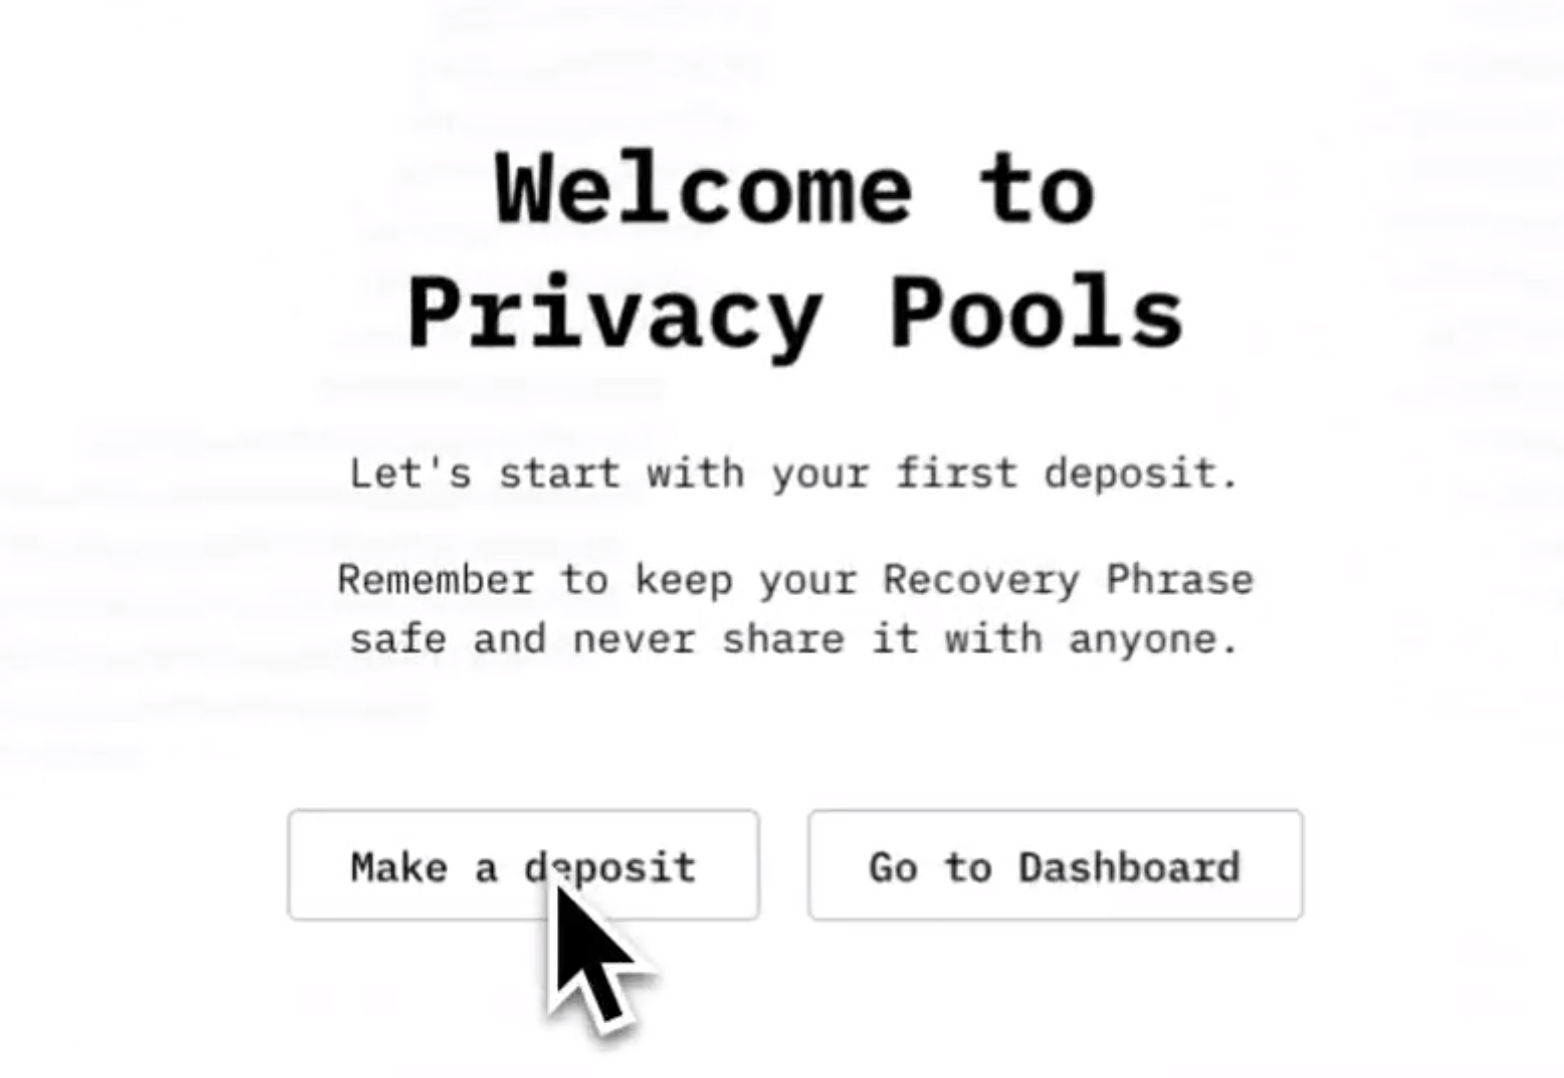 Welcome to
Privacy Pools
Let's start with your first deposit.
Remember to keep your Recovery Phrase
safe and never share it with anyone.
Make a deposit
Go to Dashboard